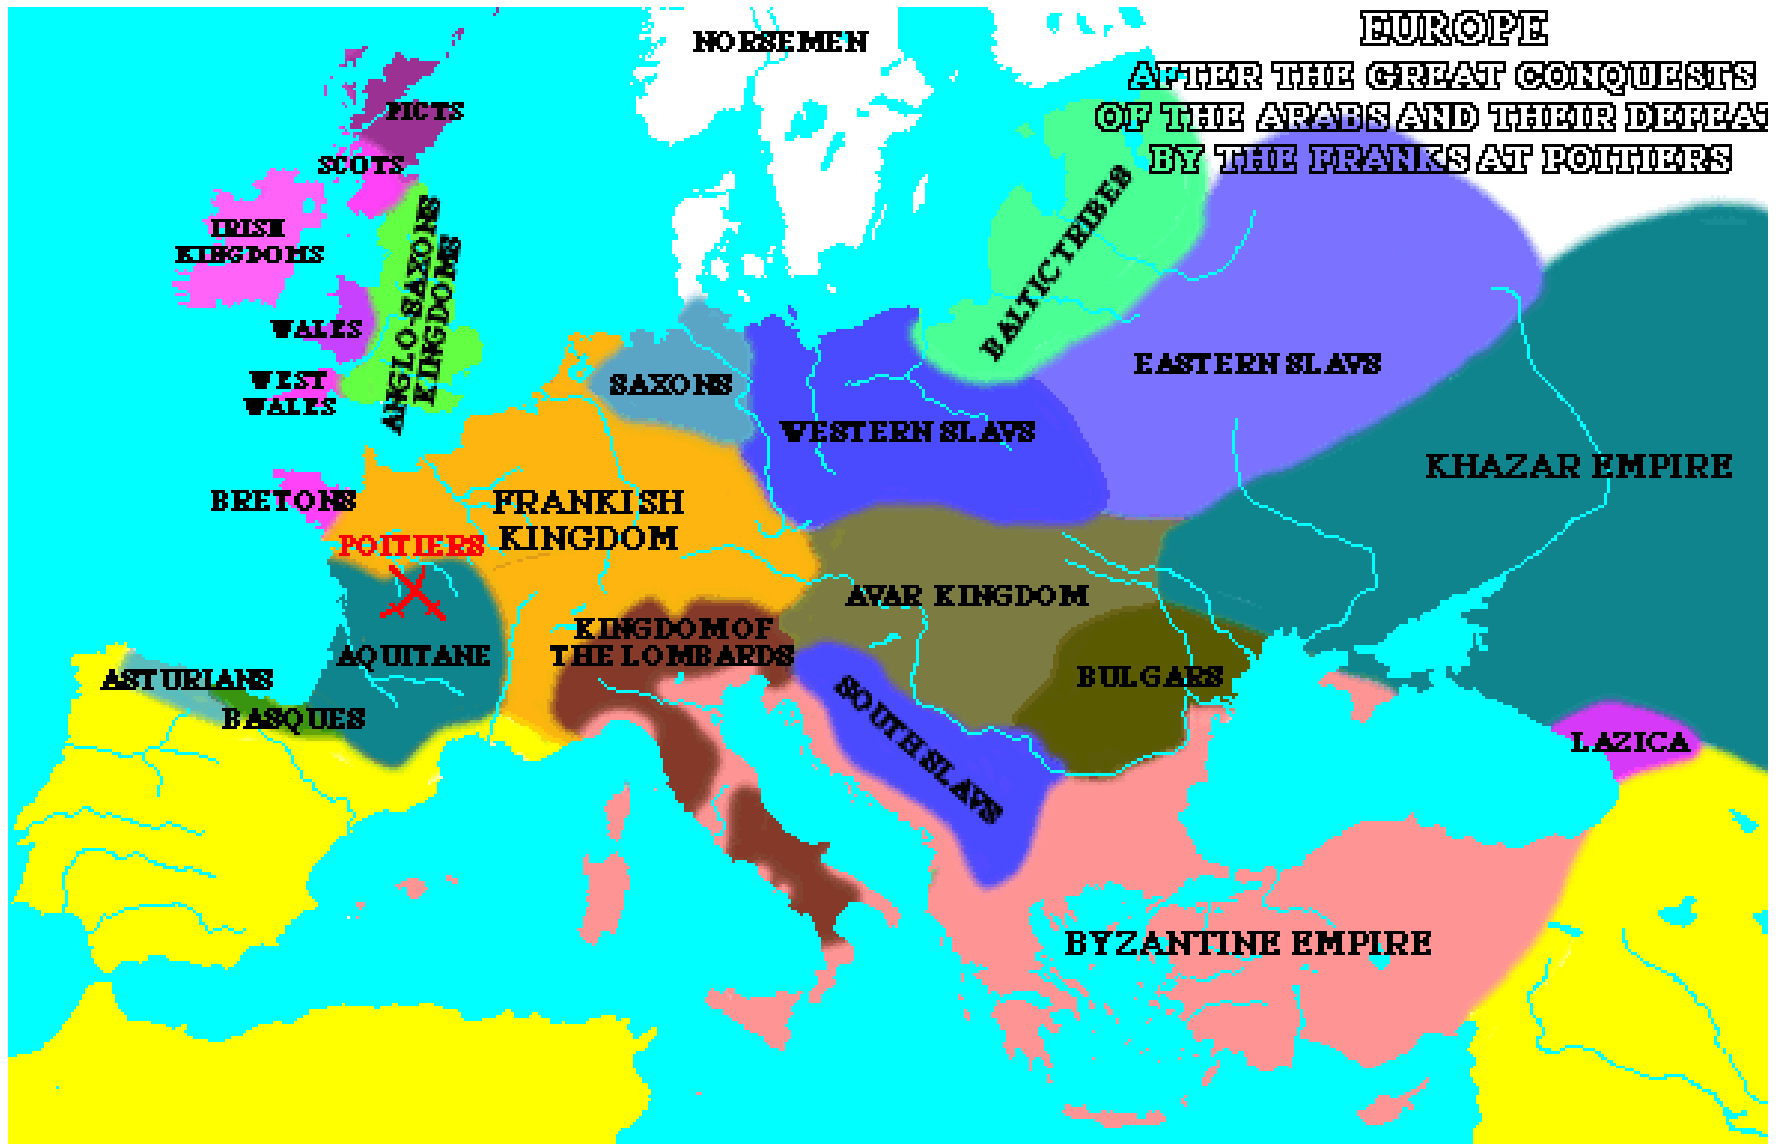 EUROPE
AFTER THE GREAT CONQUESTS
OF THE ARABS AND THEIR DEFEAT
BY THE FRANKS AT POITIERS
NORSEMEN
PICTS
SCOTS
IRISH
KINGDOMS
ANGLO-SAXONS
KINGDOMS
WALES
WEST
WALES
BALTIC TRIBES
EASTERN SLAVS
SAXONS
WESTERN SLAVS
KHAZAR EMPIRE
BRETONS
FRANKISH
KINGDOM
POITIERS
AVAR KINGDOM
KINGDOM OF
THE LOMBARDS
AQUITANE
ASTURIANS
BASQUES
BULGARS
SOUTH SLAVS
LAZICA
BYZANTINE EMPIRE